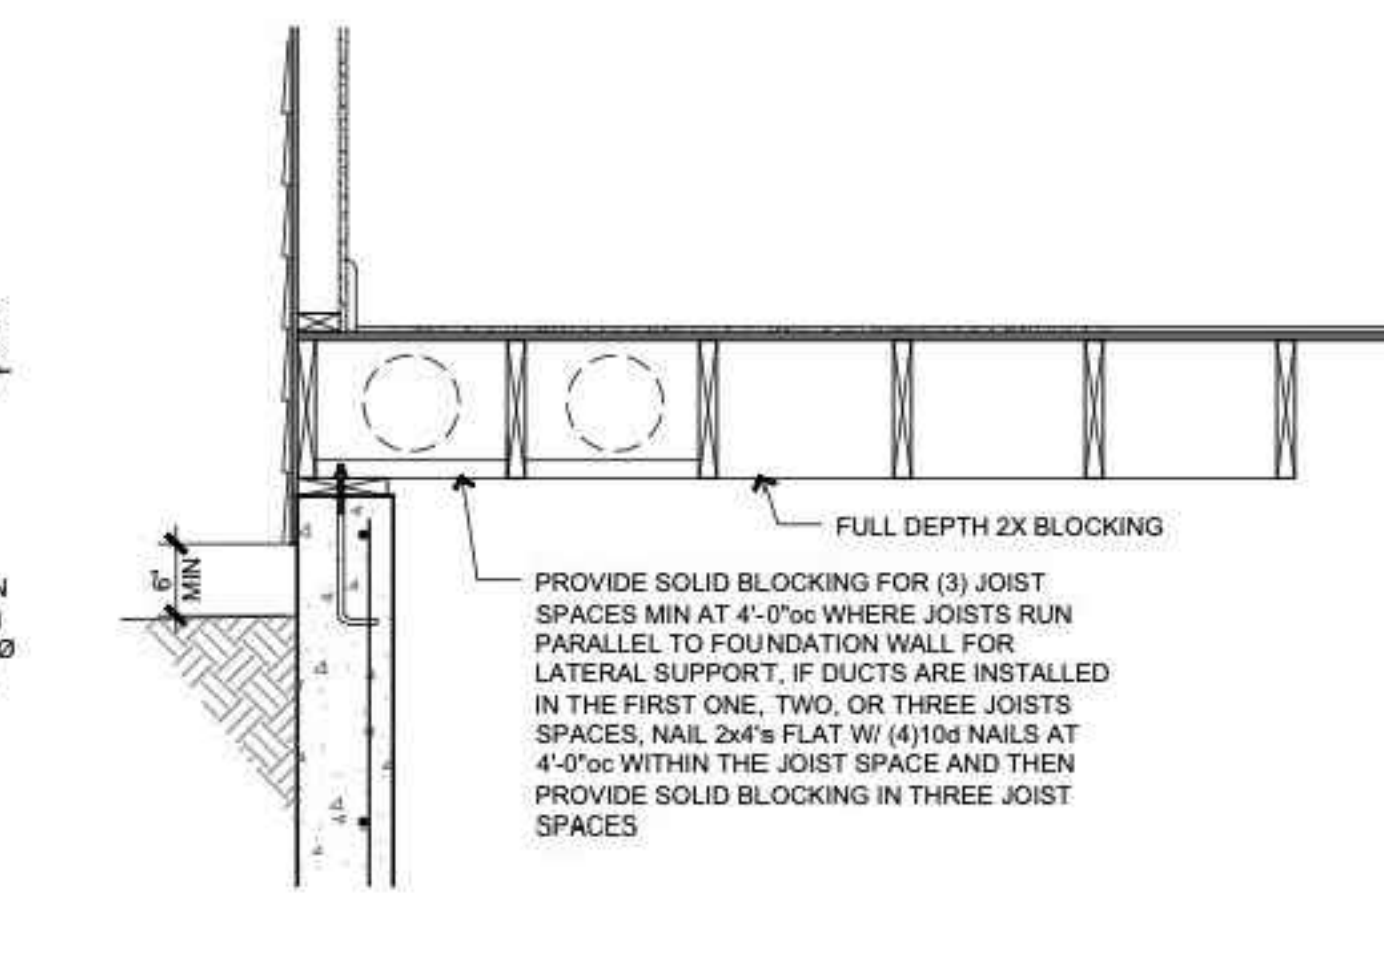 FULL DEPTH 2X BLOCKING
PROVIDE SOLID BLOCKING FOR (3) JOIST
SPACES MIN AT 4'-0"oc WHERE JOISTS RUN
PARALLEL TO FOUNDATION WALL FOR
LATERAL SUPPORT, IF DUCTS ARE INSTALLED
IN THE FIRST ONE, TWO, OR THREE JOISTS
SPACES, NAIL 2x4's FLAT W/ (4)10d NAILS AT
4'-0"oc WITHIN THE JOIST SPACE AND THEN
PROVIDE SOLID BLOCKING IN THREE JOIST
SPACES
6"
MIN
N
Ø